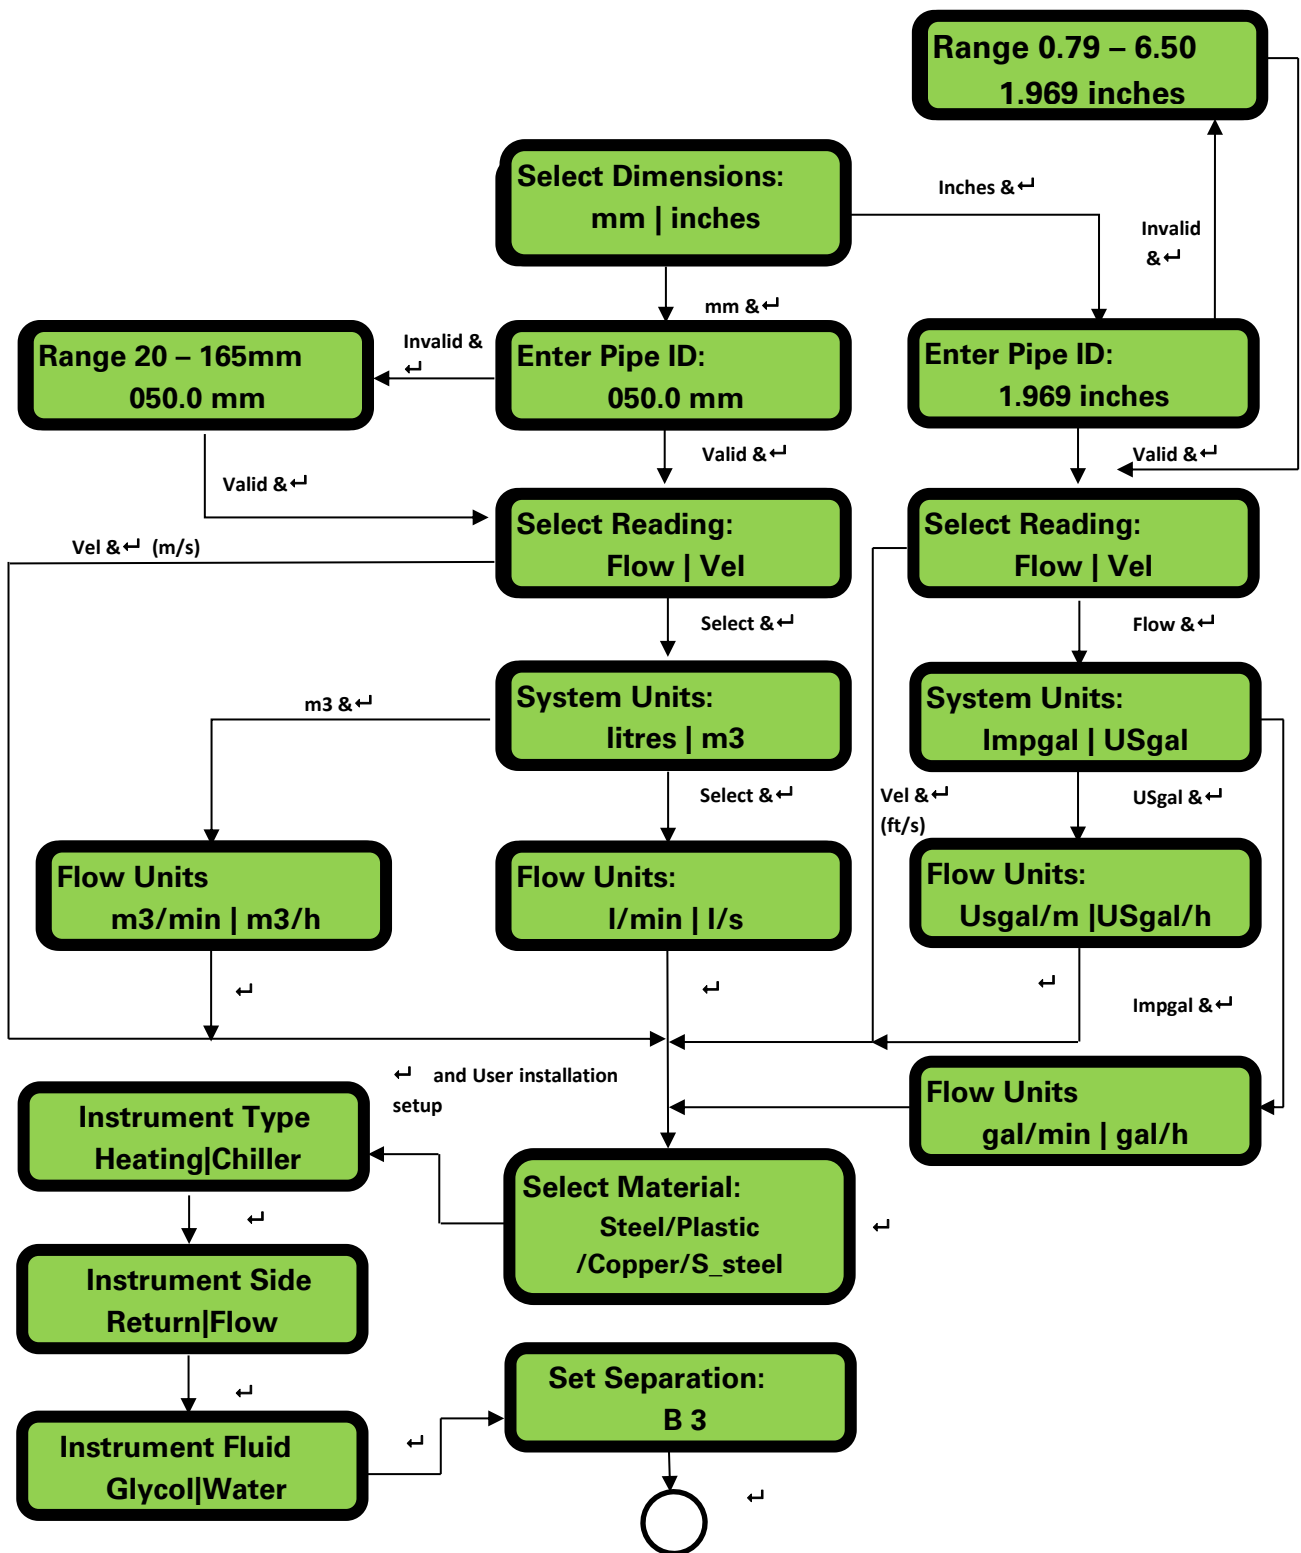 Range 0.79 – 6.50
1.969 inches
Select Dimensions:
mm | inches
Inches &↵
Invalid
&↵
mm &↵
Range 20 – 165mm
050.0 mm
Invalid &
↵
Enter Pipe ID:
050.0 mm
Enter Pipe ID:
1.969 inches
Valid &↵
Valid &↵
Valid &↵
Select Reading:
Flow | Vel
Select Reading:
Flow | Vel
Vel &↵ (m/s)
Select &↵
Flow &↵
m3 &↵
System Units:
litres | m3
System Units:
Impgal | USgal
Select &↵
Vel &↵
(ft/s)
USgal &↵
Flow Units
m3/min | m3/h
Flow Units:
l/min | l/s
Flow Units:
Usgal/m |USgal/h
↵
↵
↵
Impgal &↵
↵ and User installation
setup
Flow Units
gal/min | gal/h
Instrument Type
Heating|Chiller
Select Material:
Steel/Plastic
/Copper/S_steel
↵
↵
Instrument Side
Return|Flow
↵
Set Separation:
B 3
Instrument Fluid
Glycol|Water
↵
↵